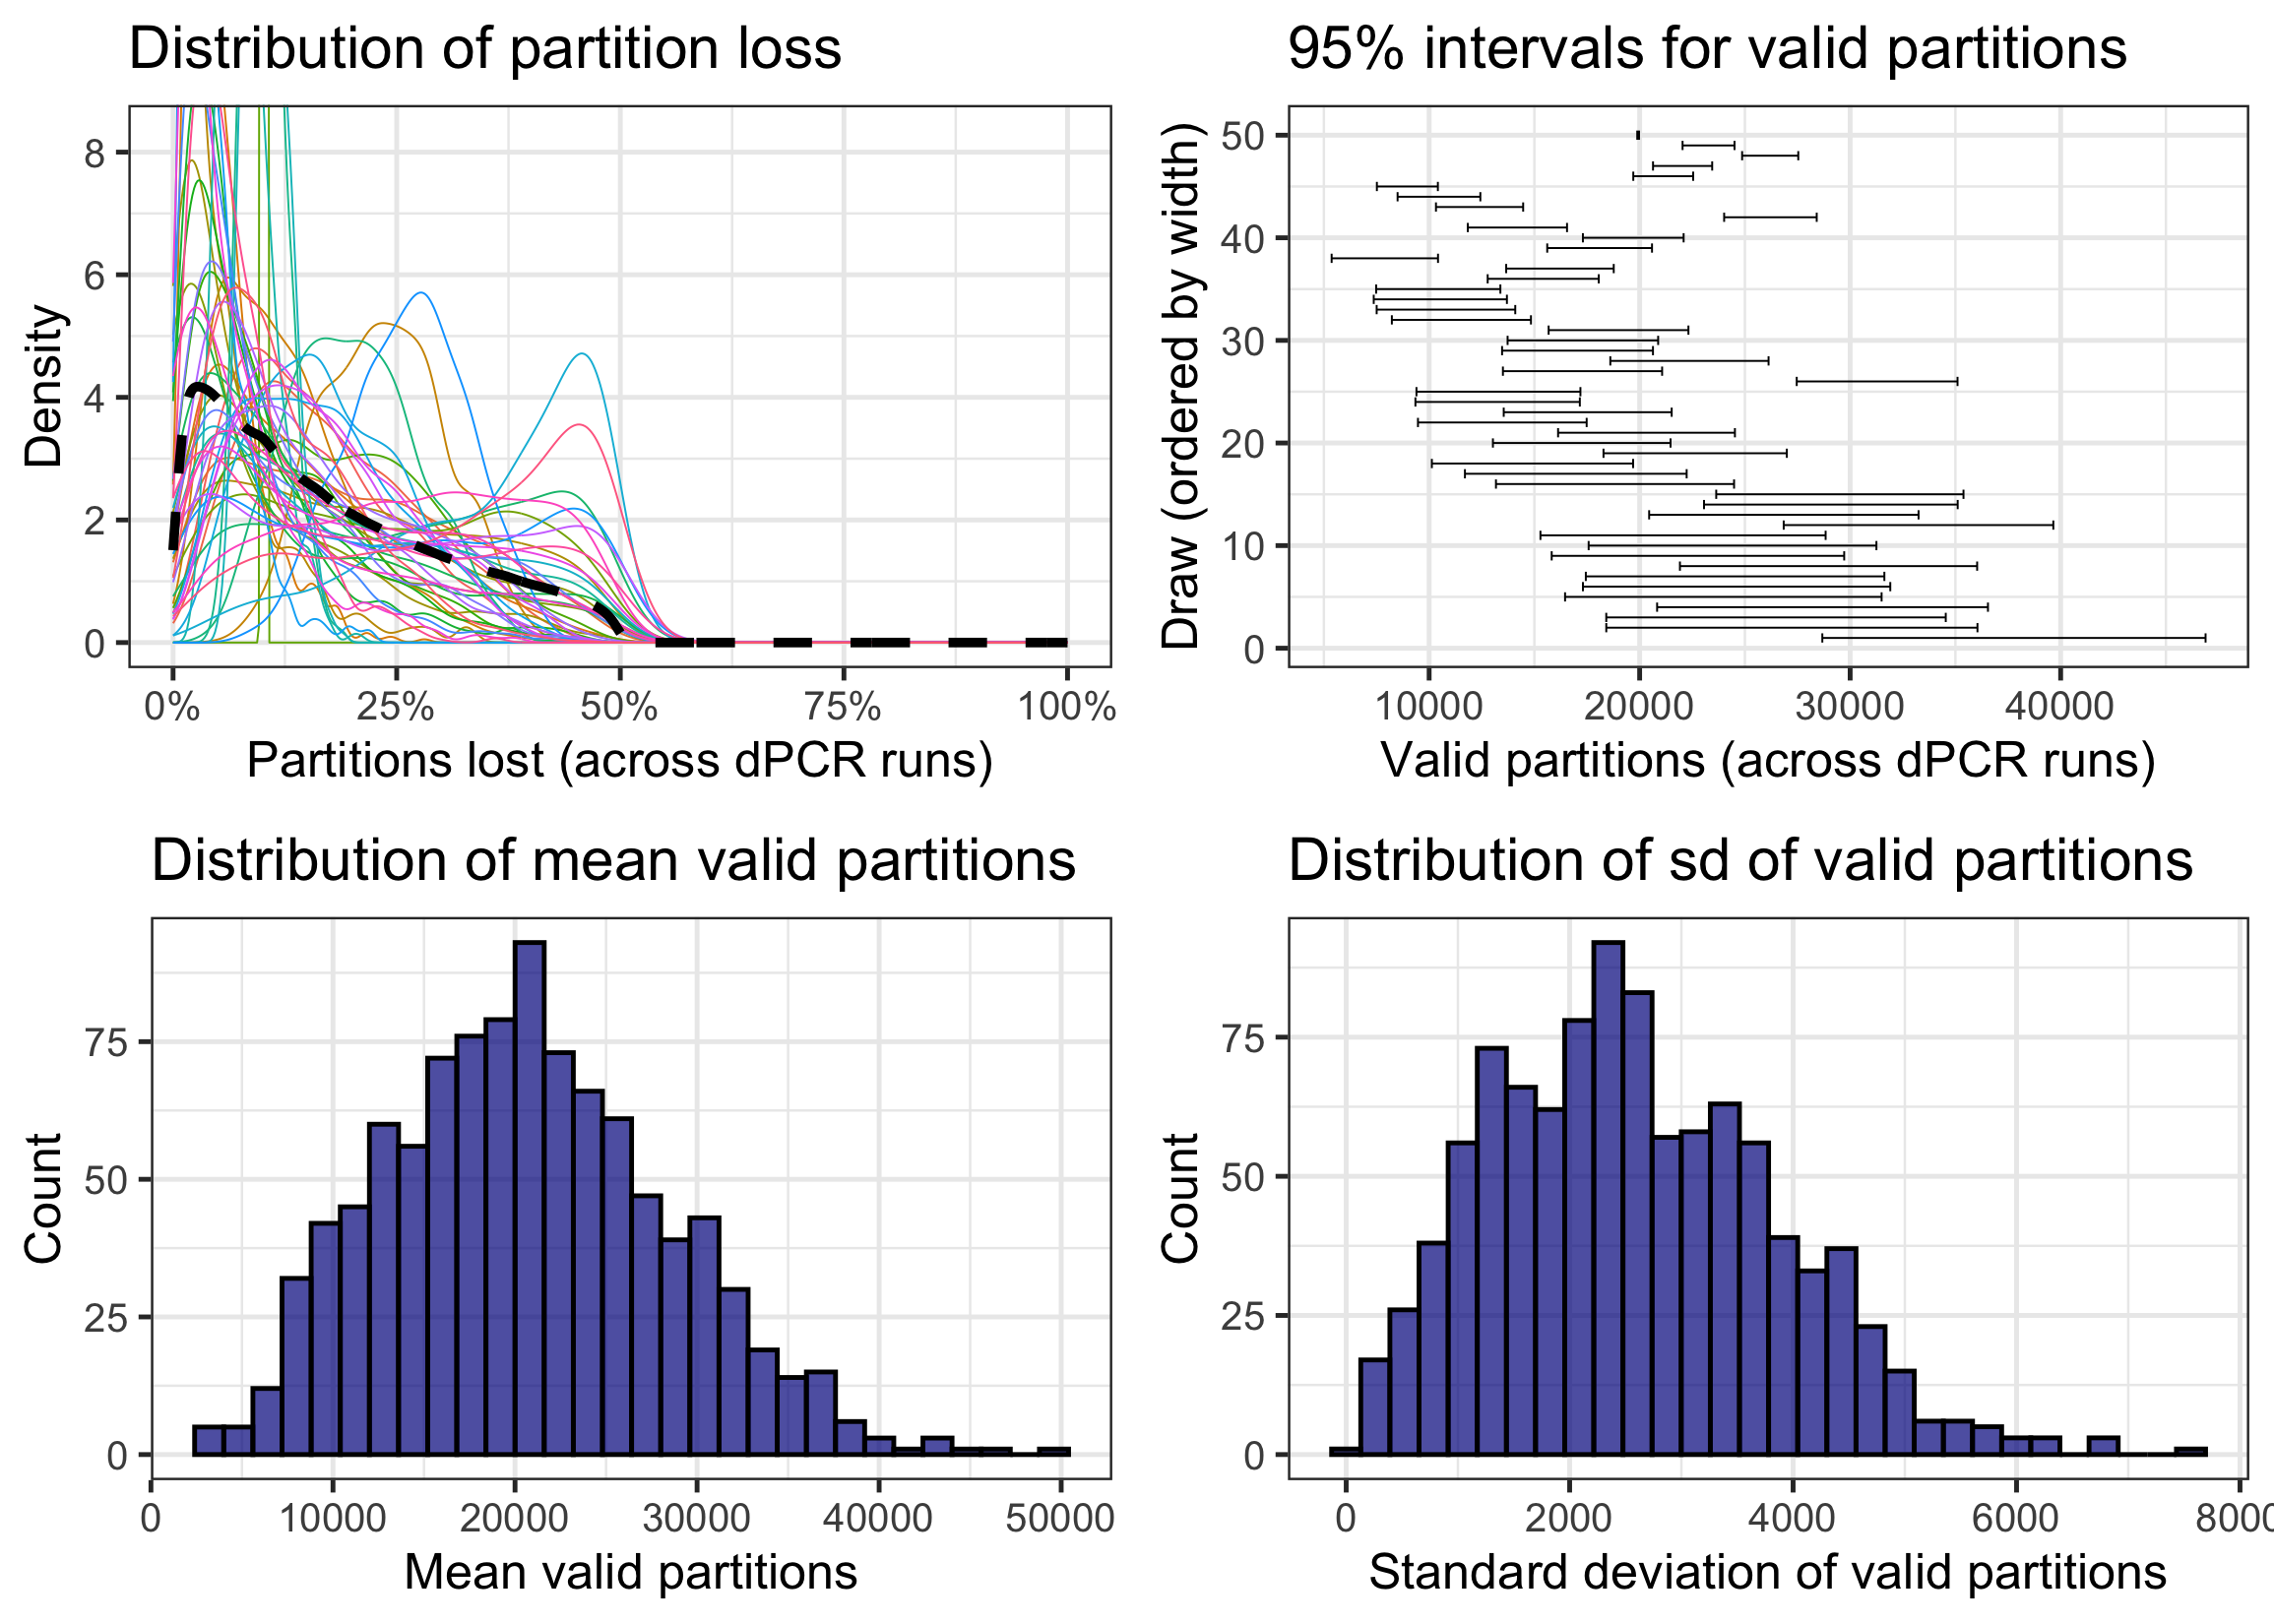 Distribution of partition loss
8
6
4
2
0
Density
0% 25% 50% 75% 100%
Partitions lost (across dPCR runs)
95% intervals for valid partitions
50
40
30
20
10
0
Draw (ordered by width)
10000 20000 30000 40000
Valid partitions (across dPCR runs)
Distribution of mean valid partitions
75
50
25
0
Count
0 10000 20000 30000 40000 50000
Mean valid partitions
Distribution of sd of valid partitions
75
50
25
0
Count
0 2000 4000 6000 8000
Standard deviation of valid partitions